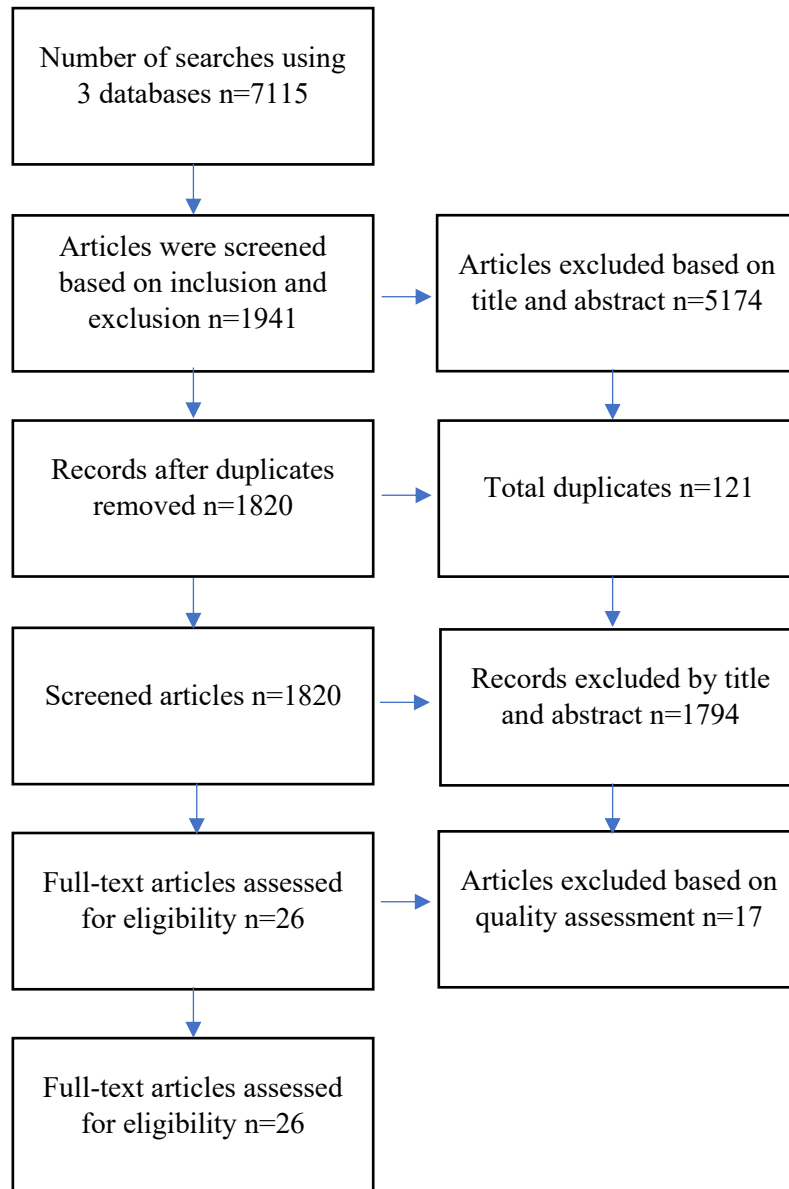 Number of searches using
3 databases n=7115
Articles were screened
based on inclusion and
exclusion n=1941
Articles excluded based on
title and abstract n=5174
Records after duplicates
removed n=1820
Total duplicates n=121
Screened articles n=1820
Records excluded by title
and abstract n=1794
Full-text articles assessed
for eligibility n=26
Articles excluded based on
quality assessment n=17
Full-text articles assessed
for eligibility n=26